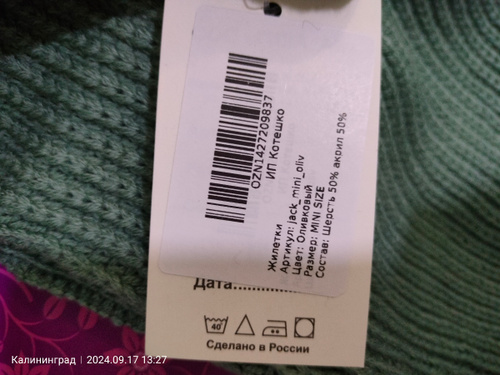 OZN1427209837
ИП Котешко
Жилетки
Артикул: jack_mini_oliv
Цвет: Оливковый
Размер: MINI SIZE
Состав: Шерсть 50% акрил 50%
Дата..............
40
Сделано в России
Калининград | 2024.09.17 13:27